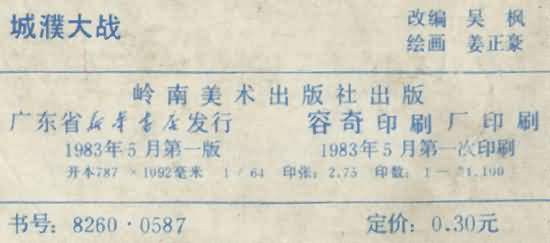 城濮大战
改编 吴枫
绘画 姜正豪
岭南美术出版社出版
广东省新华书店发行 容奇印刷厂印刷
1983年5月第一版 1983年5月第一次印刷
开本787×1092毫米 1/64 印张：2.75 印数：1—
书号：8260·0587 定价：0.30元